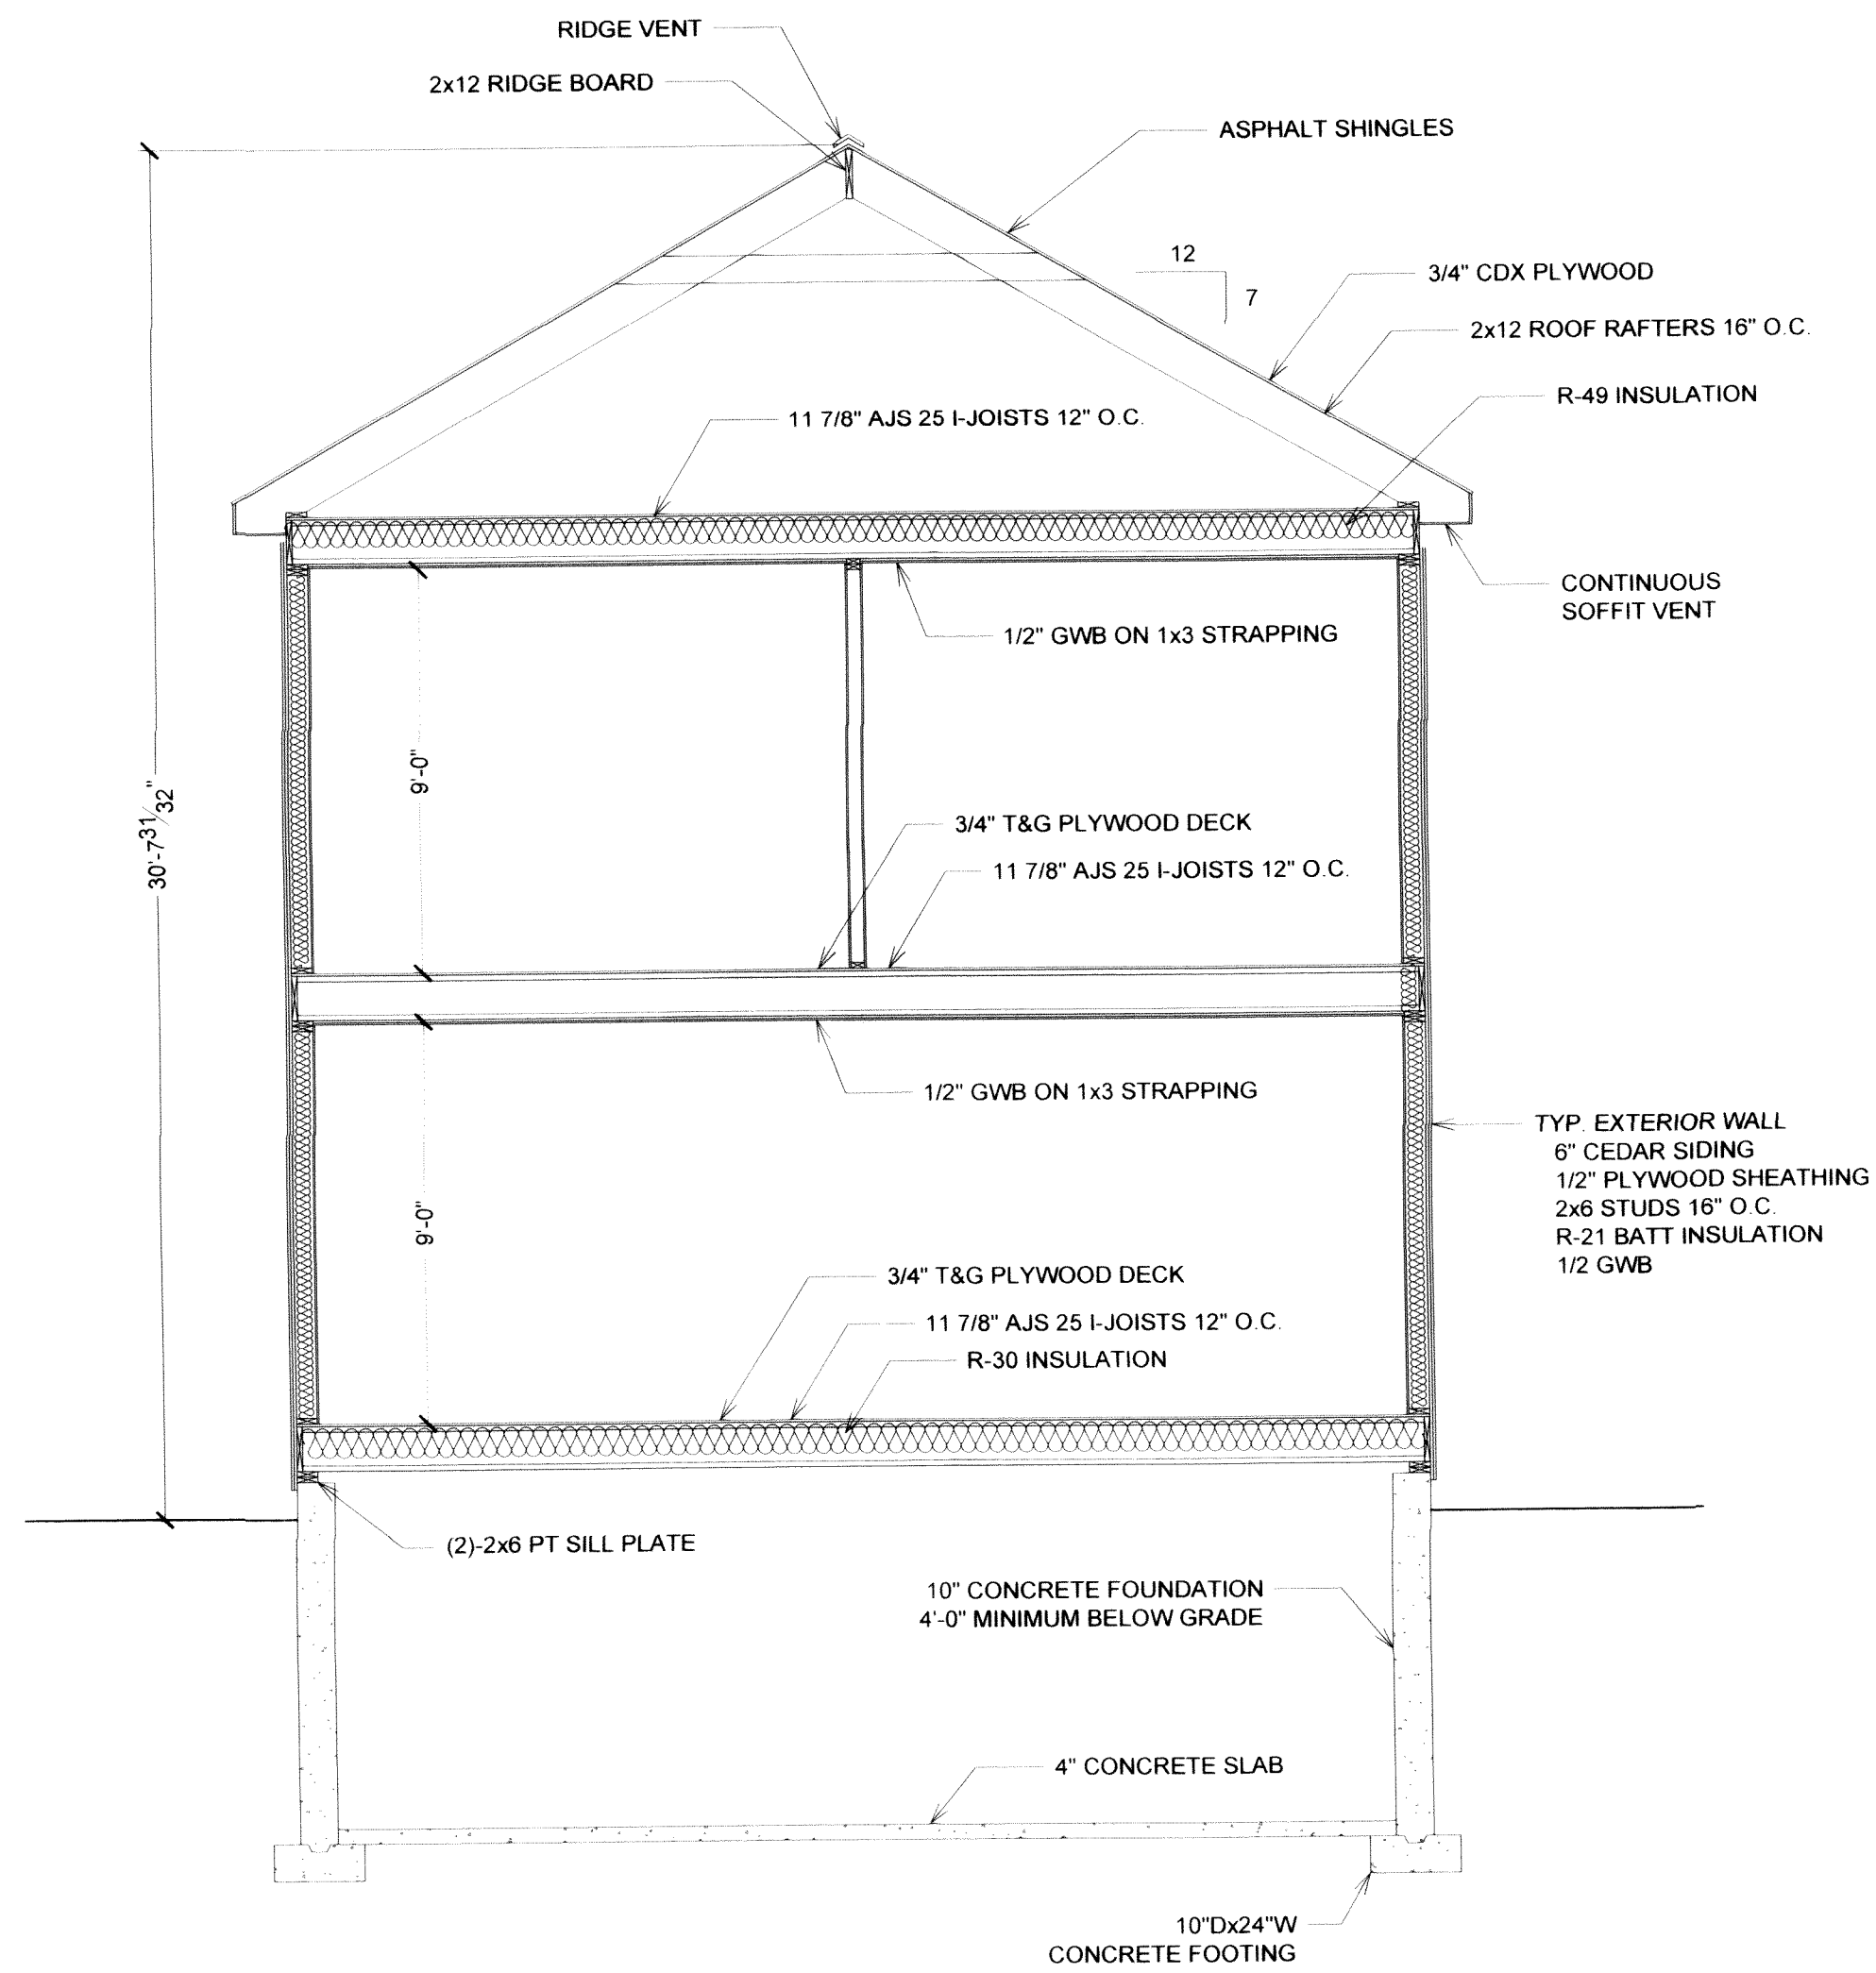 RIDGE VENT
2x12 RIDGE BOARD
ASPHALT SHINGLES
12
7
3/4" CDX PLYWOOD
2x12 ROOF RAFTERS 16" O.C.
R-49 INSULATION
11 7/8" AJS 25 I-JOISTS 12" O.C.
CONTINUOUS
SOFFIT VENT
1/2" GWB ON 1x3 STRAPPING
9'-0"
30'-7 31/32"
3/4" T&G PLYWOOD DECK
11 7/8" AJS 25 I-JOISTS 12" O.C.
1/2" GWB ON 1x3 STRAPPING
TYP. EXTERIOR WALL
6" CEDAR SIDING
1/2" PLYWOOD SHEATHING
2x6 STUDS 16" O.C.
R-21 BATT INSULATION
1/2 GWB
9'-0"
3/4" T&G PLYWOOD DECK
11 7/8" AJS 25 I-JOISTS 12" O.C.
R-30 INSULATION
(2)-2x6 PT SILL PLATE
10" CONCRETE FOUNDATION
4'-0" MINIMUM BELOW GRADE
4" CONCRETE SLAB
10"Dx24"W
CONCRETE FOOTING